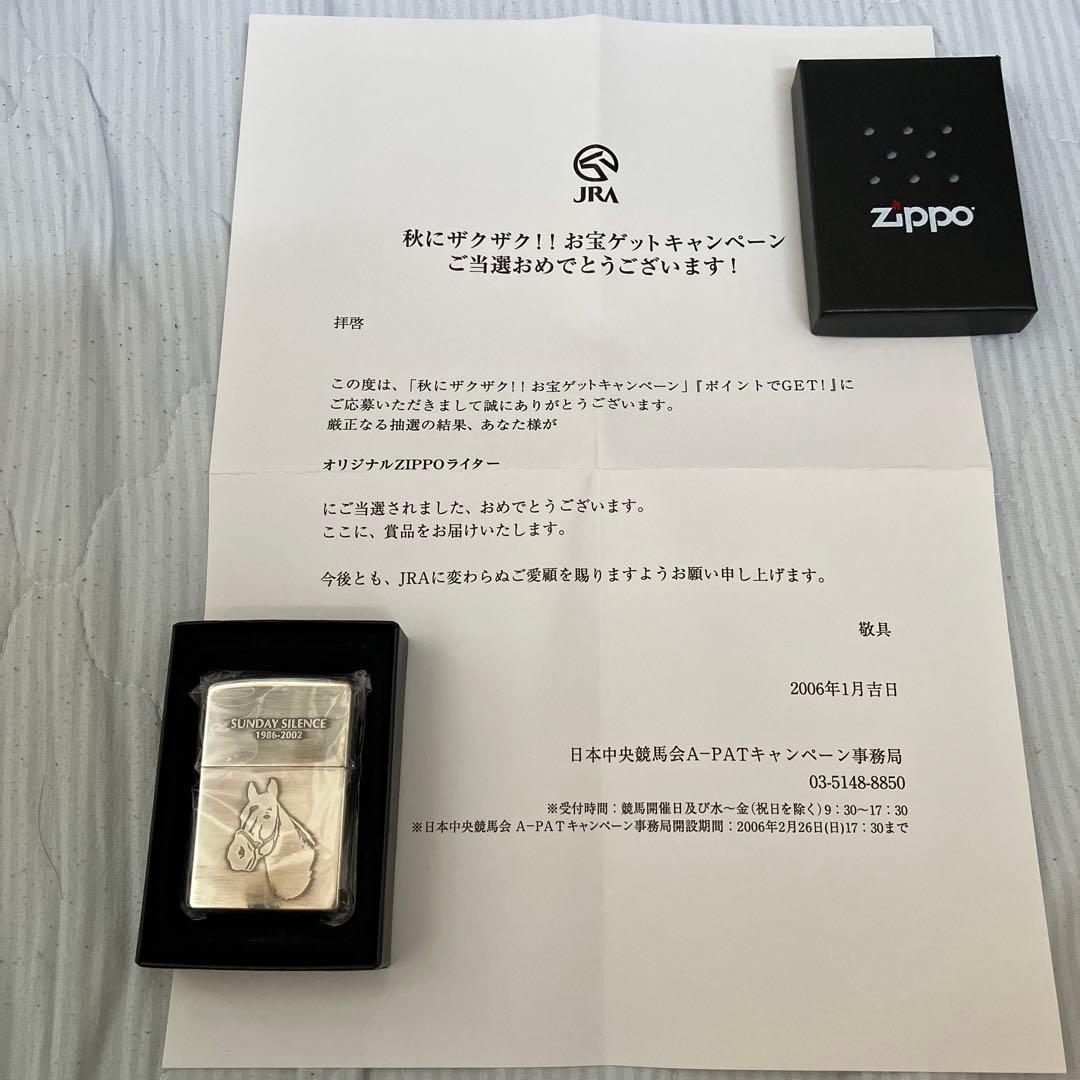 JRA
秋にザクザク!! お宝ゲットキャンペーン
ご当選おめでとうございます!
zippo
拝啓
この度は、「秋にザクザク!! お宝ゲットキャンペーン」『ポイントでGET!』に
ご応募いただきまして誠にありがとうございます。
厳正なる抽選の結果、あなた様が
オリジナルZIPPOライター
にご当選されました、おめでとうございます。
ここに、賞品をお届けいたします。
今後とも、JRAに変わらぬご愛顧を賜りますようお願い申し上げます。
敬具
2006年1月吉日
日本中央競馬会A-PATキャンペーン事務局
03-5148-8850
※受付時間：競馬開催日及び水～金(祝日を除く)9：30～17：30
※日本中央競馬会 A-PATキャンペーン事務局開設期間：2006年2月26日(日)17：30まで
SUNDAY SILENCE
1986-2002